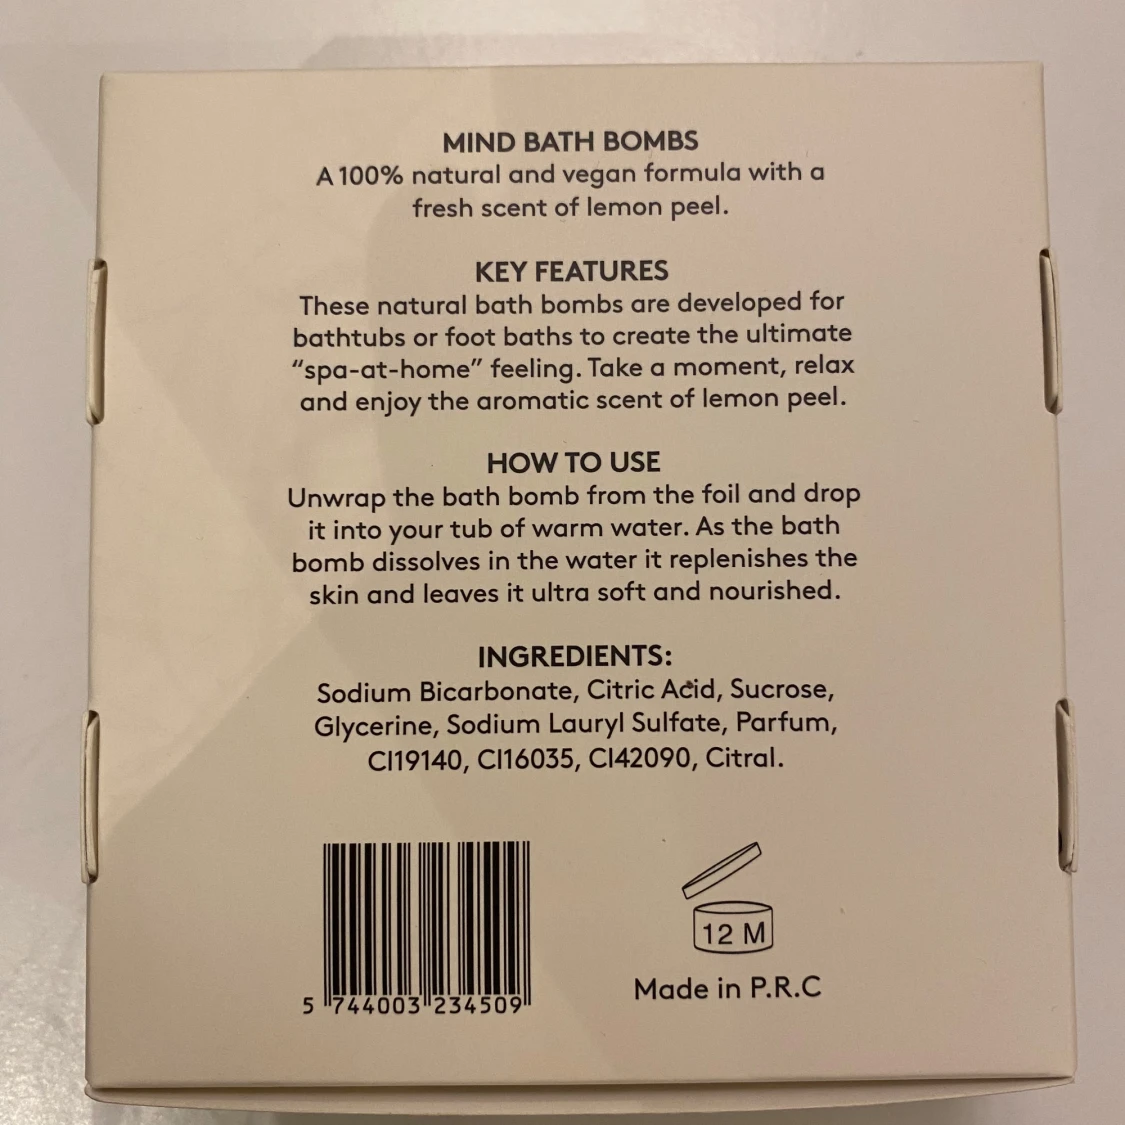 MIND BATH BOMBS
A 100% natural and vegan formula with a
fresh scent of lemon peel.
KEY FEATURES
These natural bath bombs are developed for
bathtubs or foot baths to create the ultimate
“spa-at-home” feeling. Take a moment, relax
and enjoy the aromatic scent of lemon peel.
HOW TO USE
Unwrap the bath bomb from the foil and drop
it into your tub of warm water. As the bath
bomb dissolves in the water it replenishes the
skin and leaves it ultra soft and nourished.
INGREDIENTS:
Sodium Bicarbonate, Citric Acid, Sucrose,
Glycerine, Sodium Lauryl Sulfate, Parfum,
CI19140, CI16035, CI42090, Citral.
5 744003 234509
12 M
Made in P.R.C